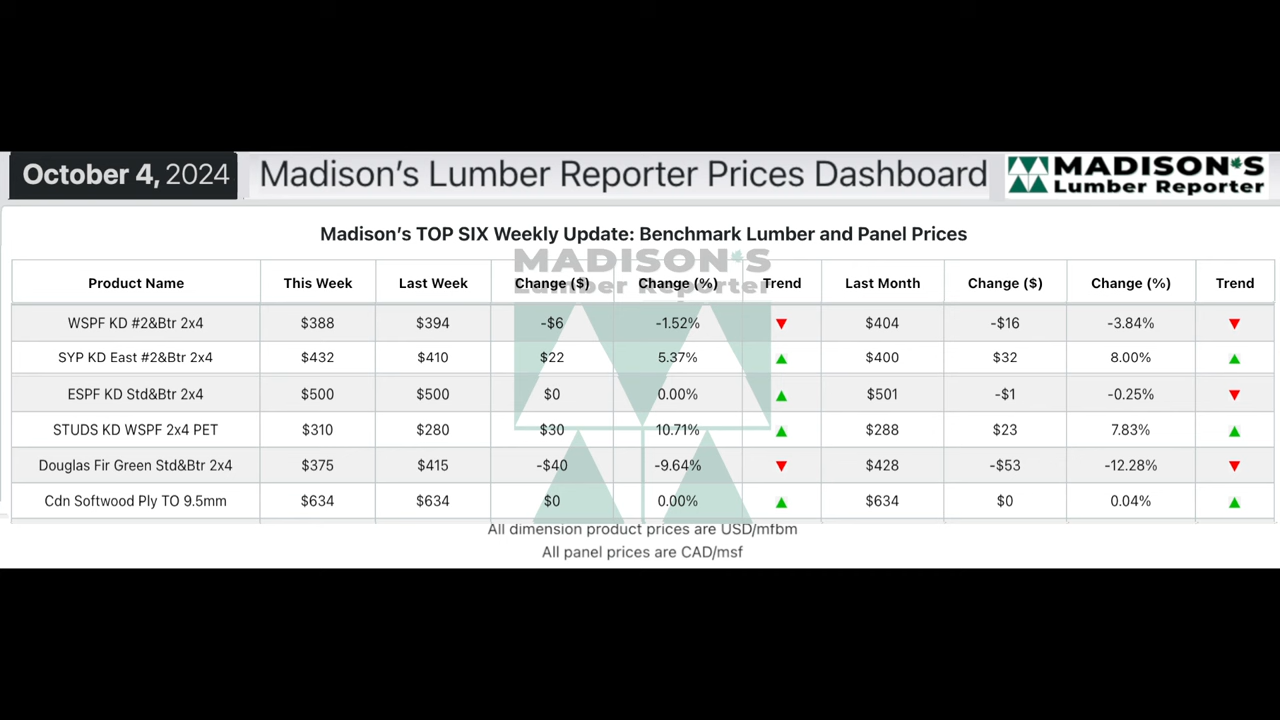 October 4, 2024 Madison's Lumber Reporter Prices Dashboard MADISON'S
Lumber Reporter
Madison's TOP SIX Weekly Update: Benchmark Lumber and Panel Prices
MADISON'S
Lumber Reporter
Product Name This Week Last Week Change ($) Change (%) Trend Last Month Change ($) Change (%) Trend
WSPF KD #2&Btr 2x4 $388 $394 -$6 -1.52% ▼ $404 -$16 -3.84% ▼
SYP KD East #2&Btr 2x4 $432 $410 $22 5.37% ▲ $400 $32 8.00% ▲
ESPF KD Std&Btr 2x4 $500 $500 $0 0.00% ▲ $501 -$1 -0.25% ▼
STUDS KD WSPF 2x4 PET $310 $280 $30 10.71% ▲ $288 $23 7.83% ▲
Douglas Fir Green Std&Btr 2x4 $375 $415 -$40 -9.64% ▼ $428 -$53 -12.28% ▼
Cdn Softwood Ply TO 9.5mm $634 $634 $0 0.00% ▲ $634 $0 0.04% ▲
All dimension product prices are USD/mfbm
All panel prices are CAD/msf